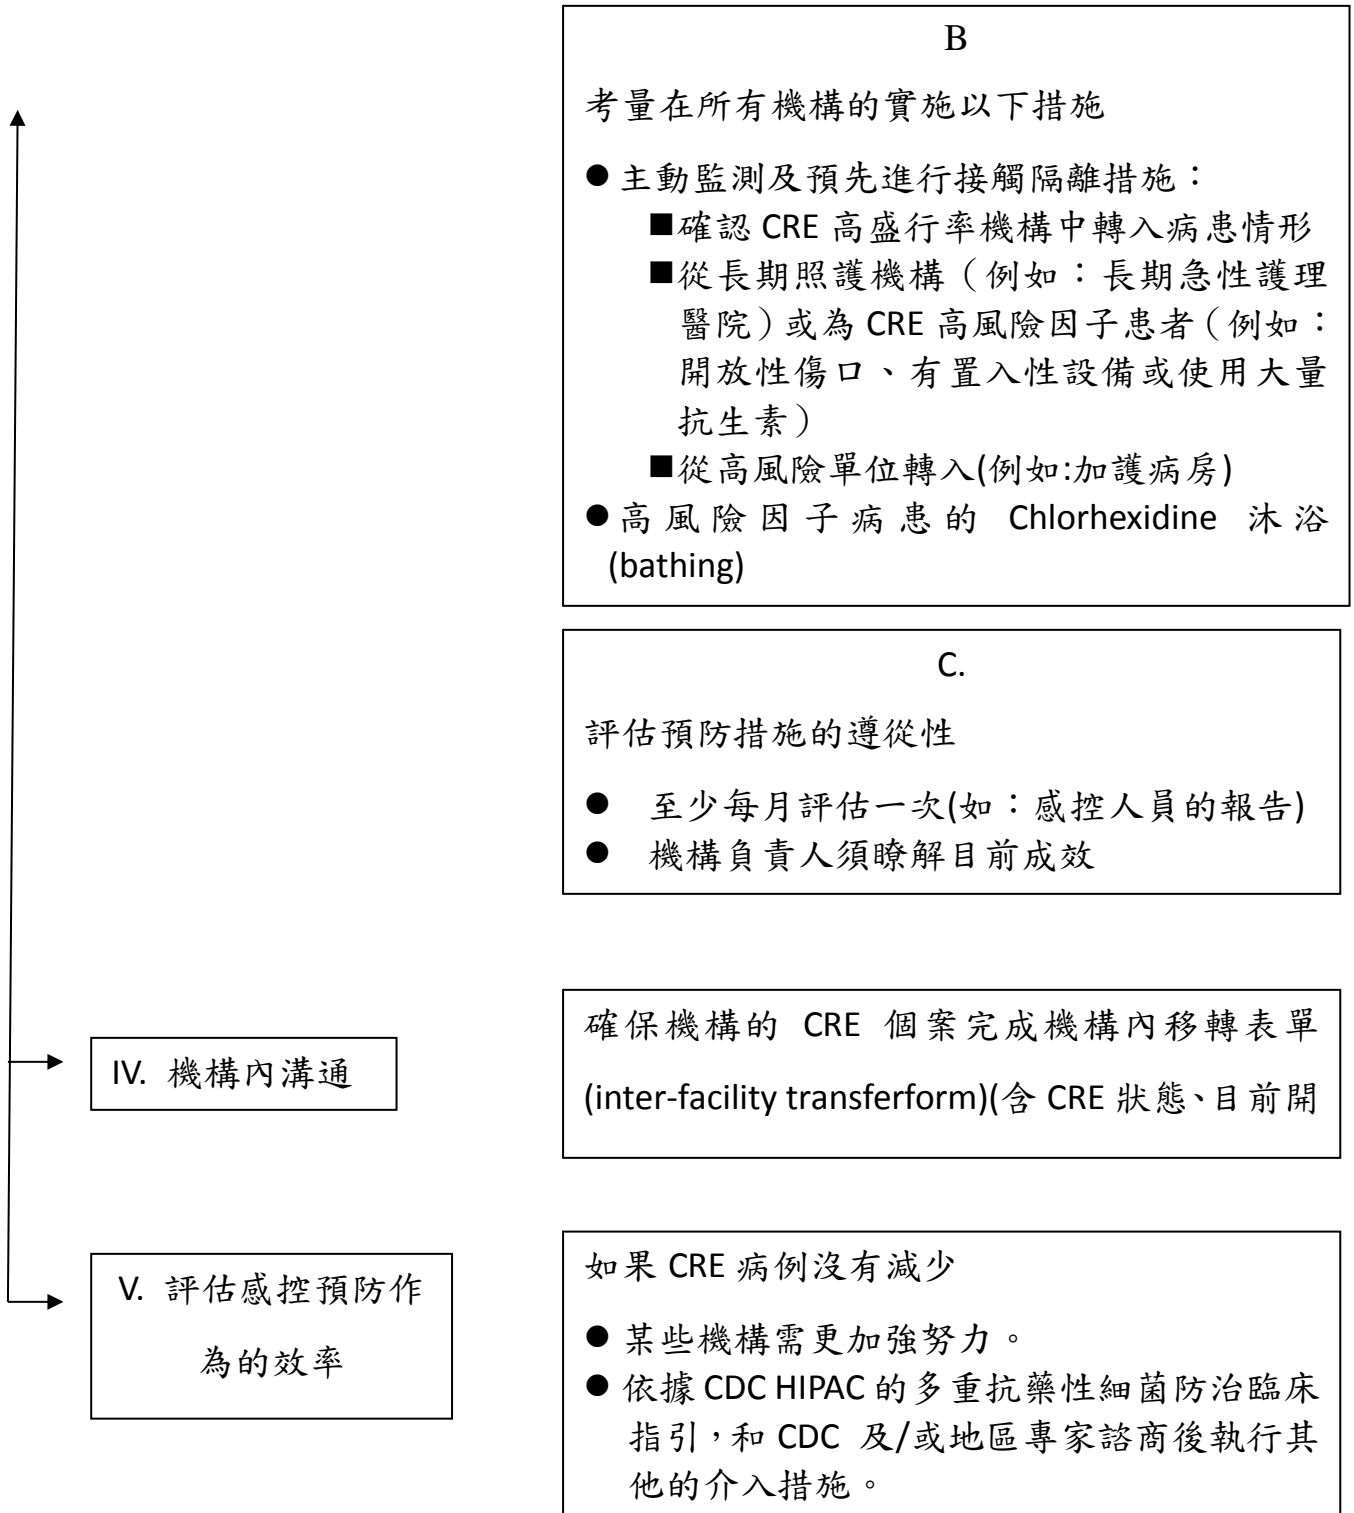 B
考量在所有機構的實施以下措施
●主動監測及預先進行接觸隔離措施：
■確認 CRE 高盛行率機構中轉入病患情形
■從長期照護機構（例如：長期急性護理
醫院）或為 CRE 高風險因子患者（例如：
開放性傷口、有置入性設備或使用大量
抗生素）
■從高風險單位轉入(例如:加護病房)
●高風險因子病患的 Chlorhexidine 沐浴
(bathing)
C.
評估預防措施的遵從性
● 至少每月評估一次(如：感控人員的報告)
● 機構負責人須瞭解目前成效
IV. 機構內溝通
確保機構的 CRE 個案完成機構內移轉表單
(inter-facility transferform)(含 CRE 狀態、目前開
V. 評估感控預防作
為的效率
如果 CRE 病例沒有減少
●某些機構需更加強努力。
●依據 CDC HIPAC 的多重抗藥性細菌防治臨床
指引，和 CDC 及/或地區專家諮商後執行其
他的介入措施。